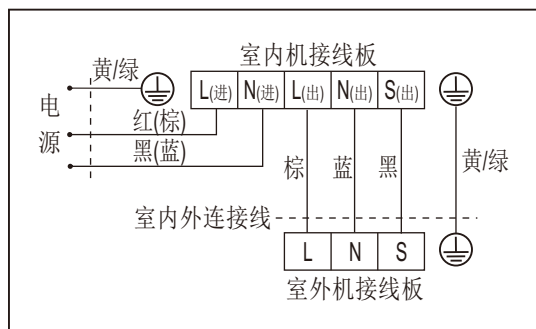 室内机接线板
黄/绿
L(进) N(进) L(出) N(出) S(出)
电源
红(棕)
黑(蓝)
棕 蓝 黑 黄/绿
室内外连接线
L N S
室外机接线板